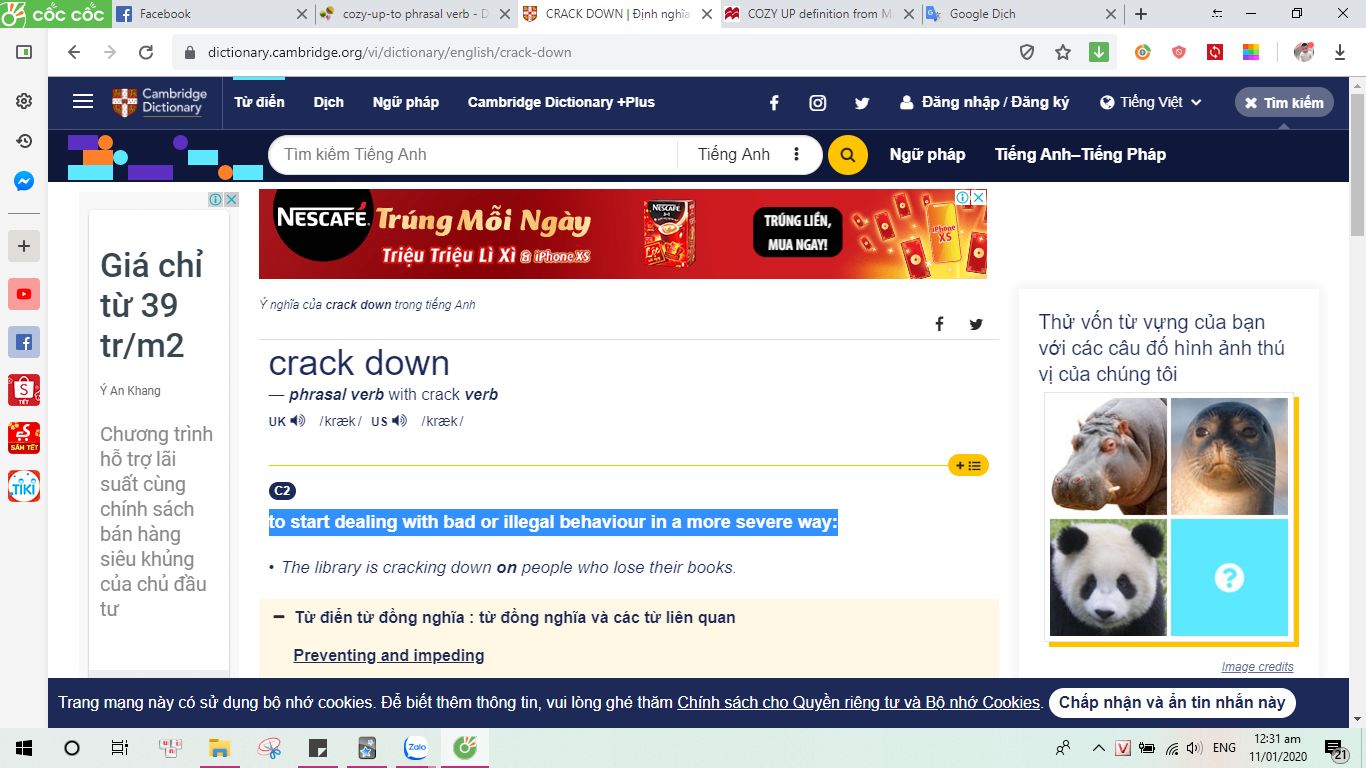 cốc cốc
Facebook
cozy-up-to phrasal verb - D
CRACK DOWN | Định nghĩa
COZY UP definition from M
Google Dịch
dictionary.cambridge.org/vi/dictionary/english/crack-down
Cambridge
Dictionary
Từ điển
Dịch
Ngữ pháp
Cambridge Dictionary +Plus
Đăng nhập / Đăng ký
Tiếng Việt
Tìm kiếm
Tìm kiếm Tiếng Anh
Tiếng Anh
Ngữ pháp
Tiếng Anh–Tiếng Pháp
Giá chỉ
từ 39
tr/m2
Ý An Khang
Chương trình
hỗ trợ lãi
suất cùng
chính sách
bán hàng
siêu khủng
của chủ đầu
tư
NESCAFÉ
Trúng Mỗi Ngày
Triệu Triệu Lì Xì & iPhone XS
TRÚNG LIỀN,
MUA NGAY!
iPhone
XS
Ý nghĩa của crack down trong tiếng Anh
crack down
— phrasal verb with crack verb
UK /kræk/ US /kræk/
C2
to start dealing with bad or illegal behaviour in a more severe way:
• The library is cracking down on people who lose their books.
Từ điển từ đồng nghĩa : từ đồng nghĩa và các từ liên quan
Preventing and impeding
Thử vốn từ vựng của bạn
với các câu đố hình ảnh thú
vị của chúng tôi
?
Image credits
Trang mạng này có sử dụng bộ nhớ cookies. Để biết thêm thông tin, vui lòng ghé thăm Chính sách cho Quyền riêng tư và Bộ nhớ Cookies.
Chấp nhận và ẩn tin nhắn này
TẾT
SẮM TẾT
TIKI
Zalo
V
ENG
12:31 am
11/01/2020
21